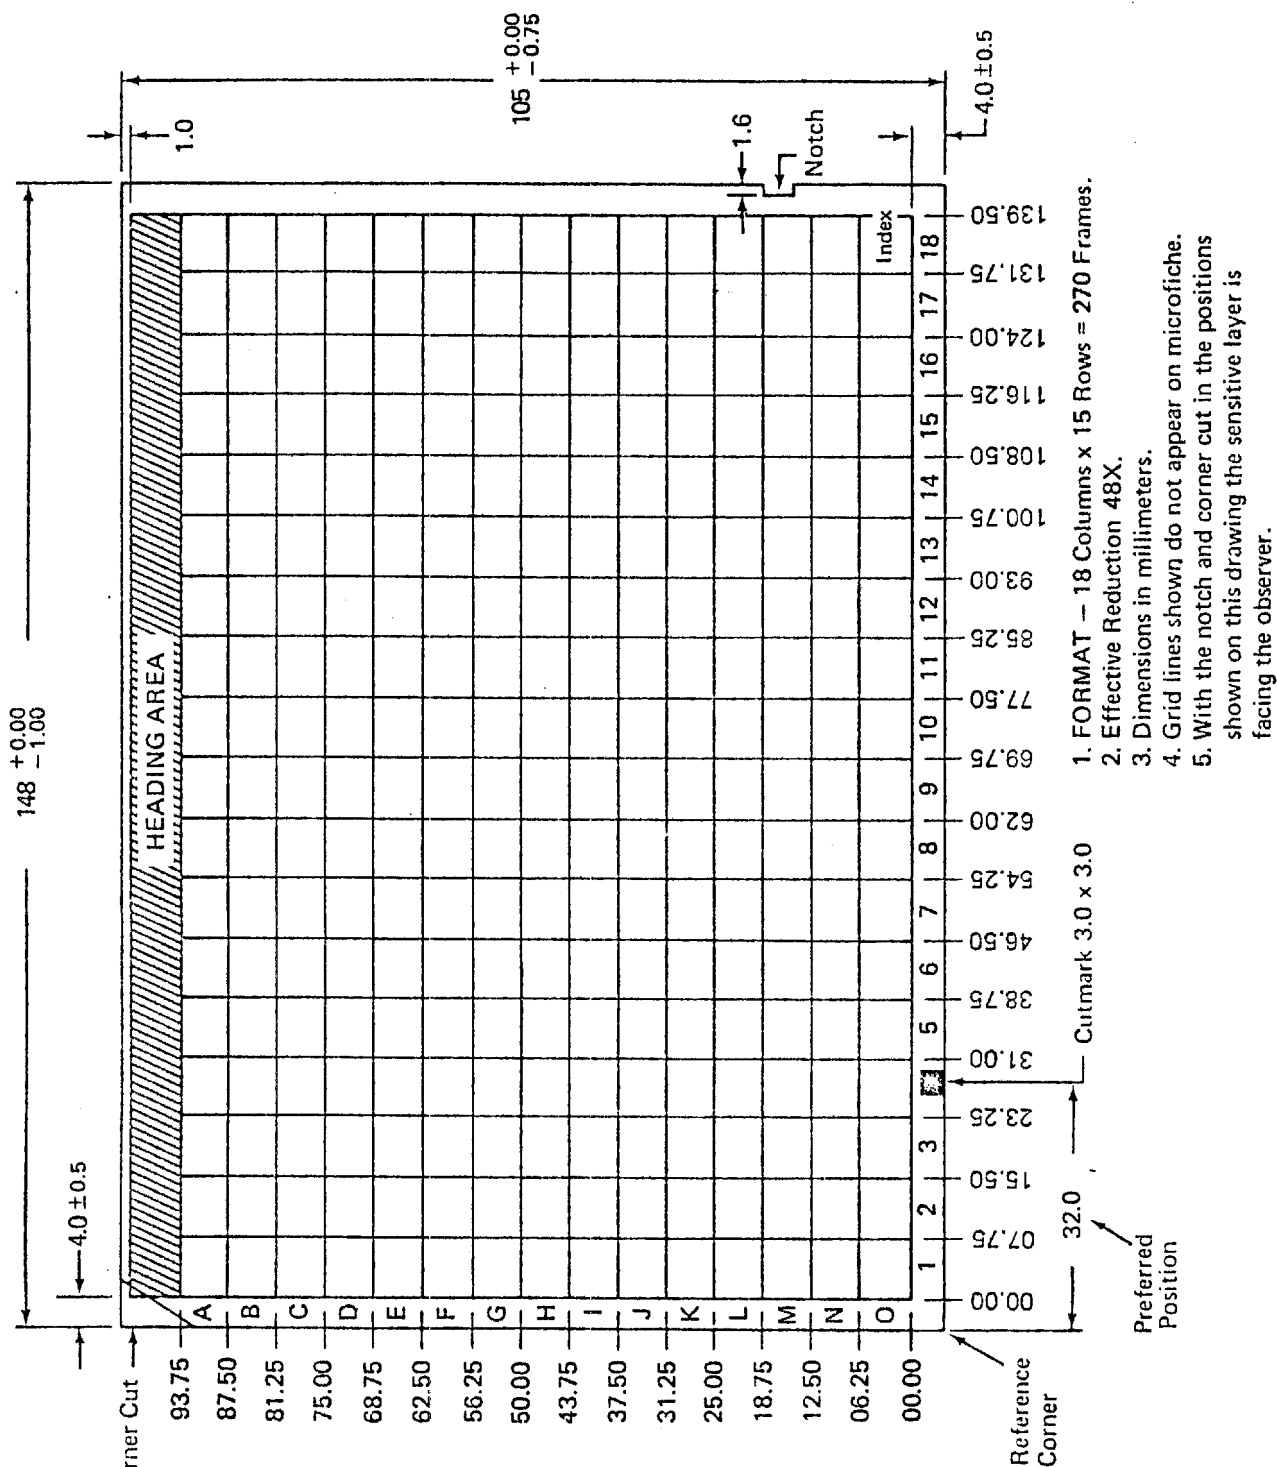 148 +0.00
−1.00
4.0 ±0.5
rner Cut
HEADING AREA
1.0
105 +0.00
−0.75
93.75
87.50
81.25
75.00
68.75
62.50
56.25
50.00
43.75
37.50
31.25
25.00
18.75
12.50
06.25
00.00
A
B
C
D
E
F
G
H
I
J
K
L
M
N
O
1.6
Notch
Index
4.0 ±0.5
1 2 3 5 6 7 8 9 10 11 12 13 14 15 16 17 18
00.00 07.75 15.50 23.25 31.00 38.75 46.50 54.25 62.00 69.75 77.50 85.25 93.00 100.75 108.50 116.25 124.00 131.75 139.50
Reference
Corner
32.0
Preferred
Position
Cutmark 3.0 x 3.0
1. FORMAT – 18 Columns x 15 Rows = 270 Frames.
2. Effective Reduction 48X.
3. Dimensions in millimeters.
4. Grid lines shown do not appear on microfiche.
5. With the notch and corner cut in the positions
shown on this drawing the sensitive layer is
facing the observer.